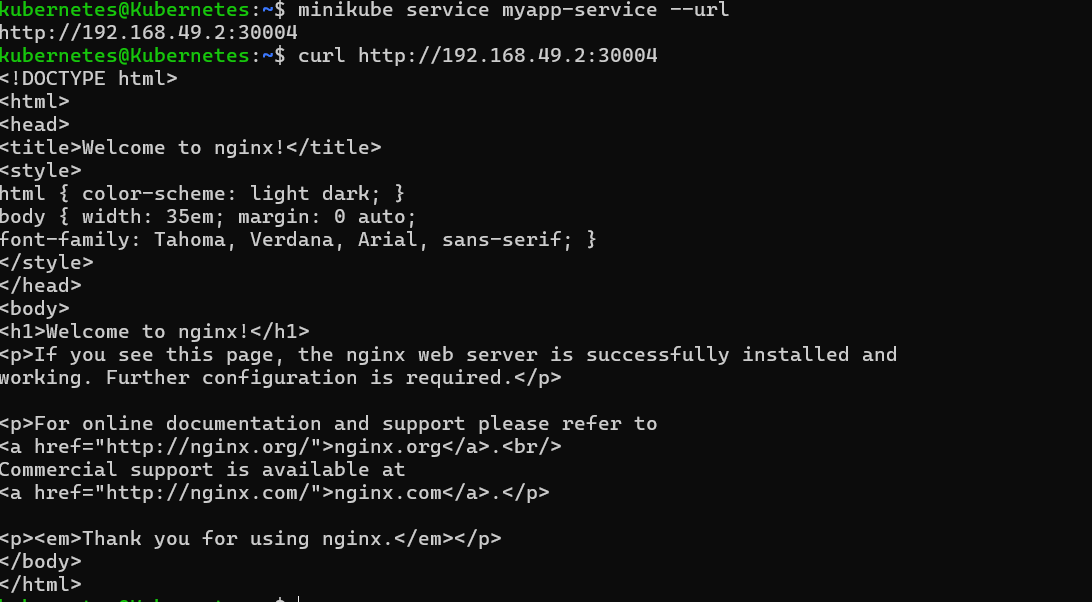 kubernetes@Kubernetes:~$ minikube service myapp-service --url
http://192.168.49.2:30004
kubernetes@Kubernetes:~$ curl http://192.168.49.2:30004
<!DOCTYPE html>
<html>
<head>
<title>Welcome to nginx!</title>
<style>
html { color-scheme: light dark; }
body { width: 35em; margin: 0 auto;
font-family: Tahoma, Verdana, Arial, sans-serif; }
</style>
</head>
<body>
<h1>Welcome to nginx!</h1>
<p>If you see this page, the nginx web server is successfully installed and
working. Further configuration is required.</p>
<p>For online documentation and support please refer to
<a href="http://nginx.org/">nginx.org</a>.<br/>
Commercial support is available at
<a href="http://nginx.com/">nginx.com</a>.</p>
<p><em>Thank you for using nginx.</em></p>
</body>
</html>